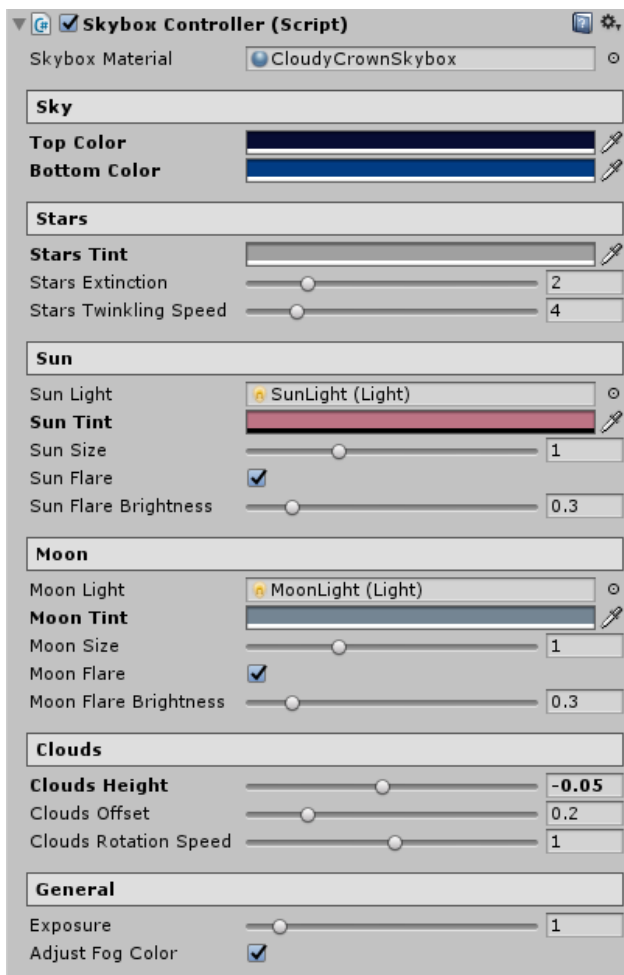 Skybox Controller (Script)
Skybox Material CloudyCrownSkybox
Sky
Top Color
Bottom Color
Stars
Stars Tint
Stars Extinction 2
Stars Twinkling Speed 4
Sun
Sun Light SunLight (Light)
Sun Tint
Sun Size 1
Sun Flare
Sun Flare Brightness 0.3
Moon
Moon Light MoonLight (Light)
Moon Tint
Moon Size 1
Moon Flare
Moon Flare Brightness 0.3
Clouds
Clouds Height -0.05
Clouds Offset 0.2
Clouds Rotation Speed 1
General
Exposure 1
Adjust Fog Color